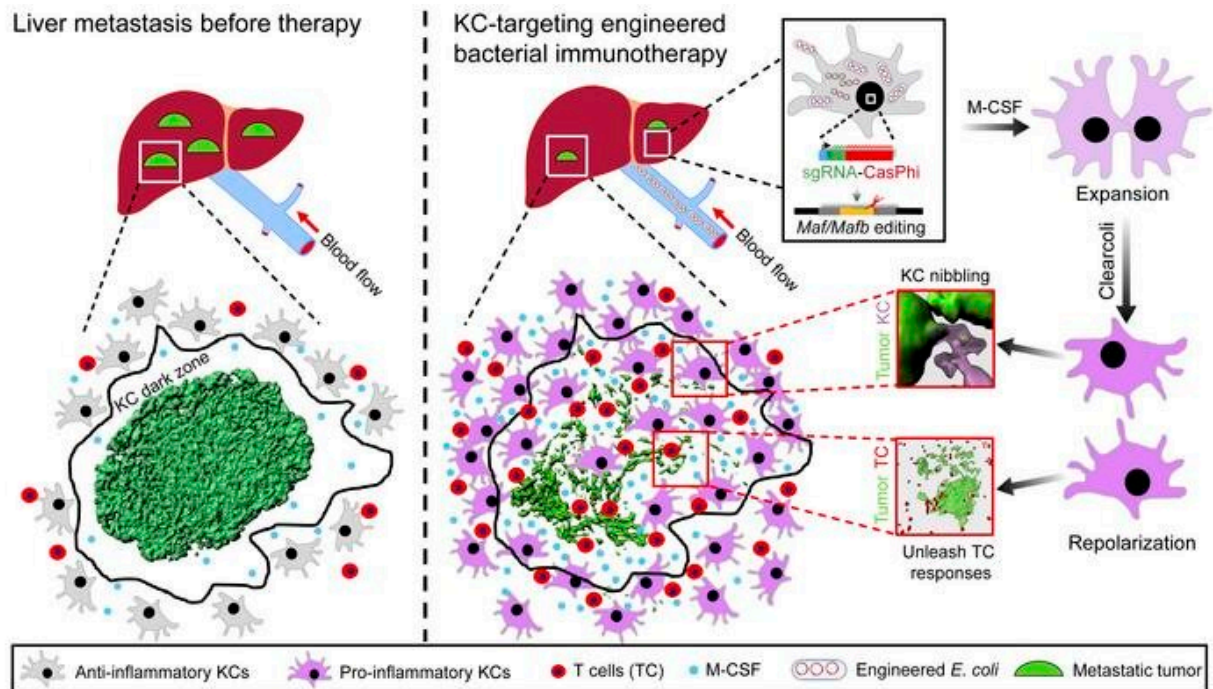 Liver metastasis before therapy
KC-targeting engineered
bacterial immunotherapy
M-CSF
sgRNA-CasPhi
Maf/Mafb editing
Expansion
Blood flow
Blood flow
Clearcoli
KC dark zone
KC nibbling
Tumor KC
Tumor TC
Unleash TC
responses
Repolarization
Anti-inflammatory KCs
Pro-inflammatory KCs
T cells (TC)
M-CSF
Engineered E. coli
Metastatic tumor